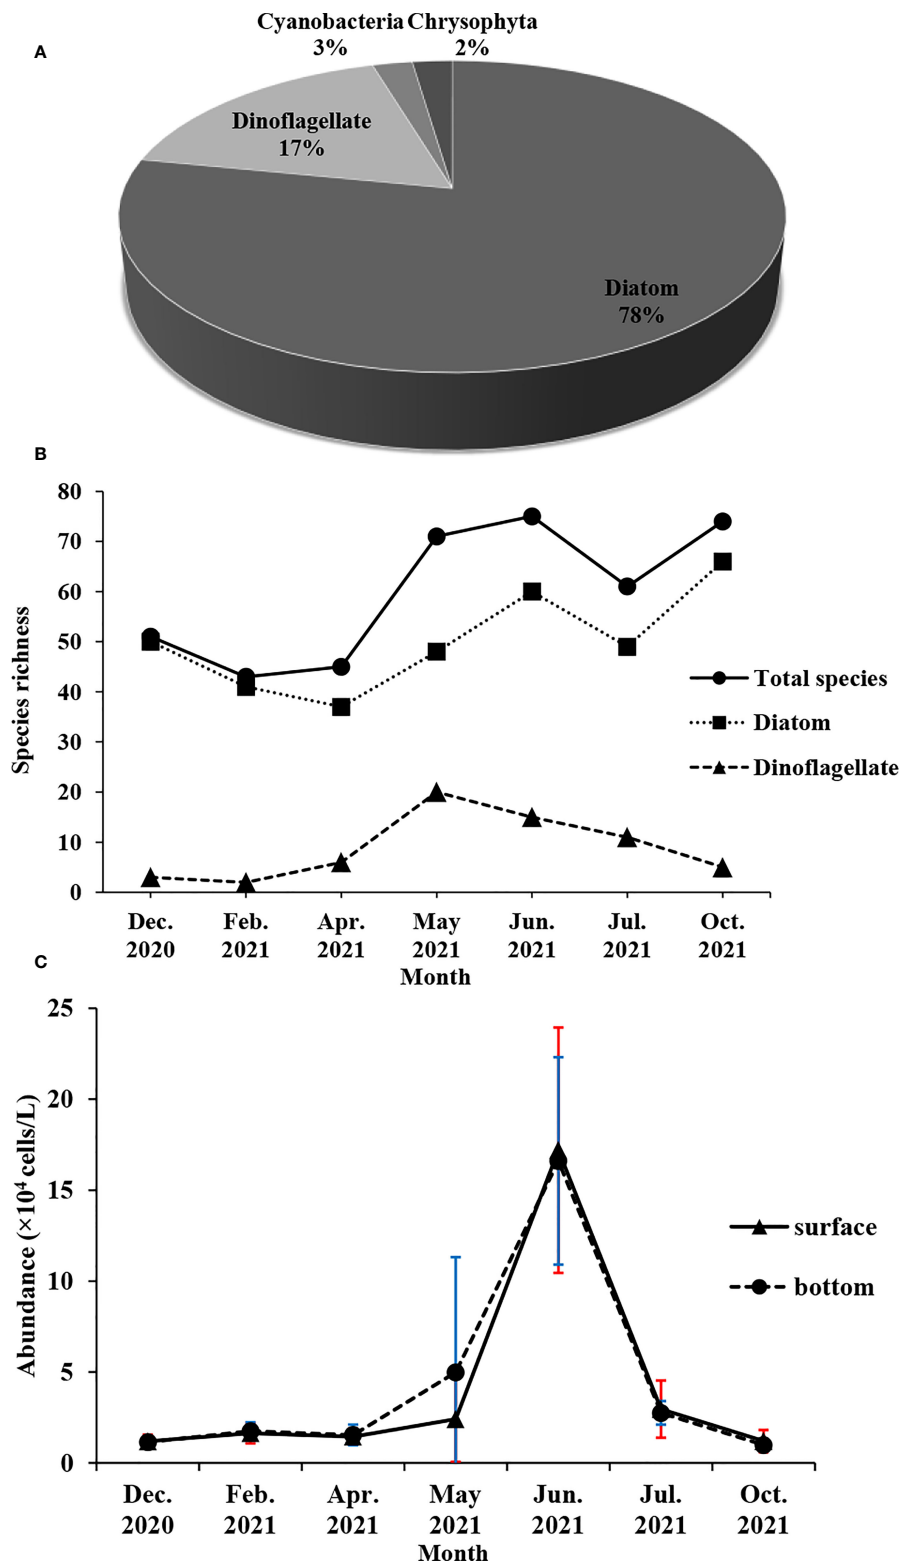 A
Cyanobacteria Chrysophyta
3% 2%
Dinoflagellate
17%
Diatom
78%
B
80
70
60
50
40
30
20
10
0
Species richness
Total species
Diatom
Dinoflagellate
Dec. Feb. Apr. May Jun. Jul. Oct.
2020 2021 2021 2021 2021 2021 2021
Month
C
25
20
15
10
5
0
Abundance (×10⁴ cells/L)
surface
bottom
Dec. Feb. Apr. May Jun. Jul. Oct.
2020 2021 2021 2021 2021 2021 2021
Month